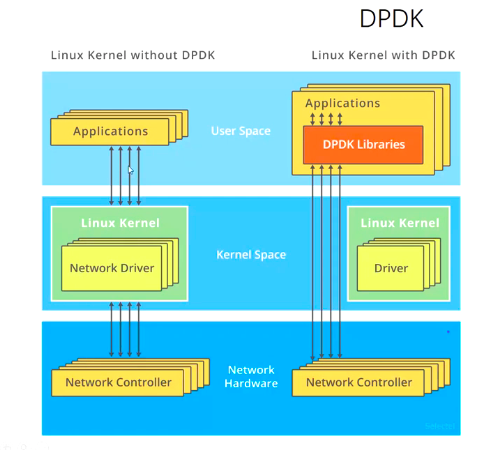 DPDK
Linux Kernel without DPDK
Linux Kernel with DPDK
Applications
User Space
Applications
DPDK Libraries
Linux Kernel
Network Driver
Kernel Space
Linux Kernel
Driver
Network Controller
Network
Hardware
Network Controller